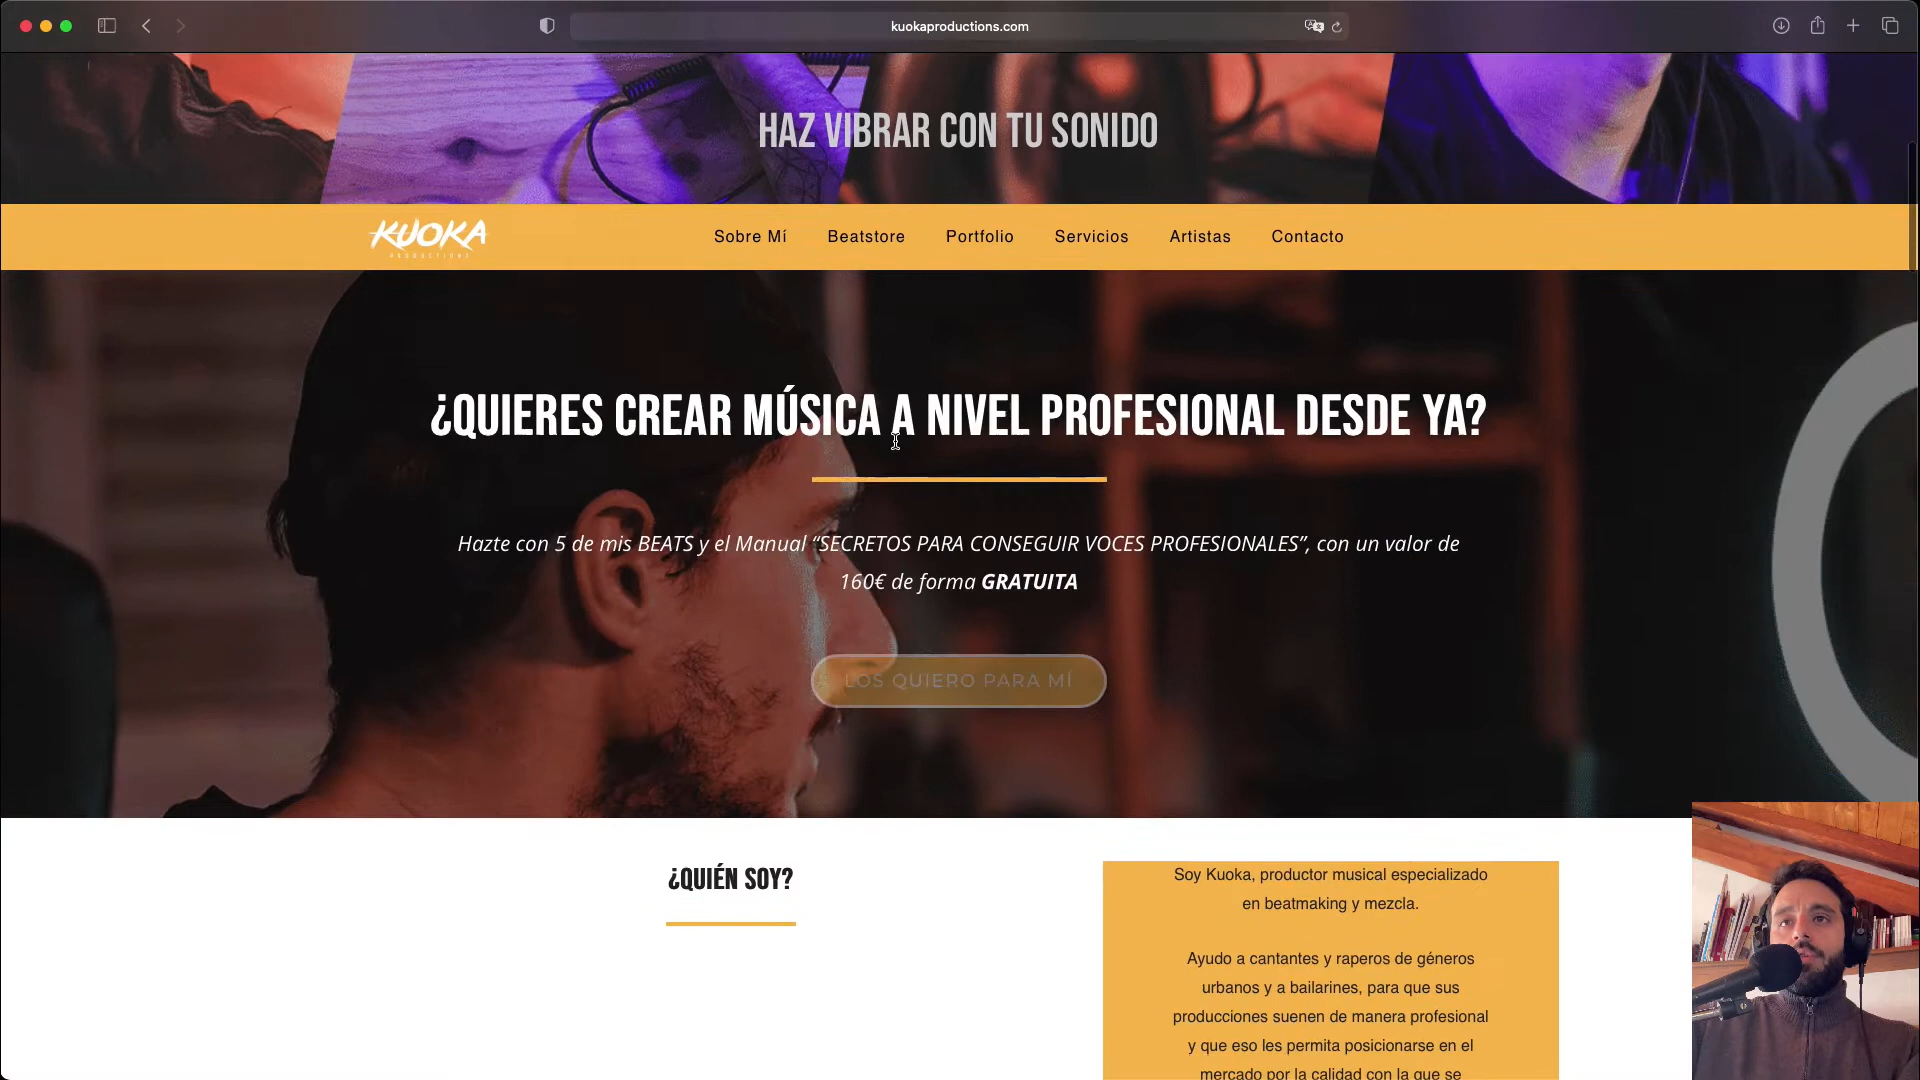 kuokaproductions.com
HAZ VIBRAR CON TU SONIDO
KUOKA
PRODUCTIONS
Sobre Mí
Beatstore
Portfolio
Servicios
Artistas
Contacto
¿QUIERES CREAR MÚSICA A NIVEL PROFESIONAL DESDE YA?
Hazte con 5 de mis BEATS y el Manual “SECRETOS PARA CONSEGUIR VOCES PROFESIONALES”, con un valor de
160€ de forma GRATUITA
LOS QUIERO PARA MÍ
¿QUIÉN SOY?
Soy Kuoka, productor musical especializado
en beatmaking y mezcla.
Ayudo a cantantes y raperos de géneros
urbanos y a bailarines, para que sus
producciones suenen de manera profesional
y que eso les permita posicionarse en el
mercado por la calidad con la que se